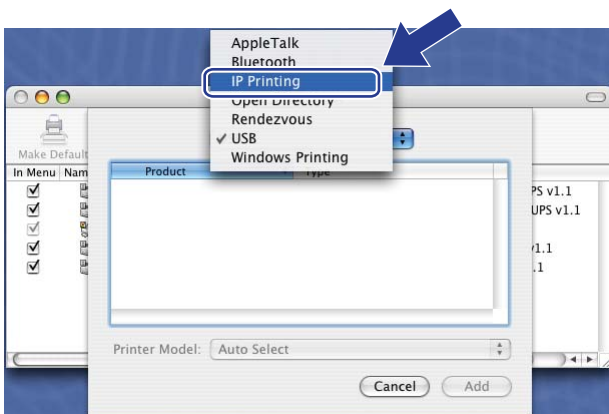 AppleTalk
Bluetooth
IP Printing
Open Directory
Rendezvous
✓ USB
Windows Printing
Make Default
In Menu Nam
Product Type
PS v1.1
UPS v1.1
v1.1
.1
Printer Model: Auto Select
Cancel Add